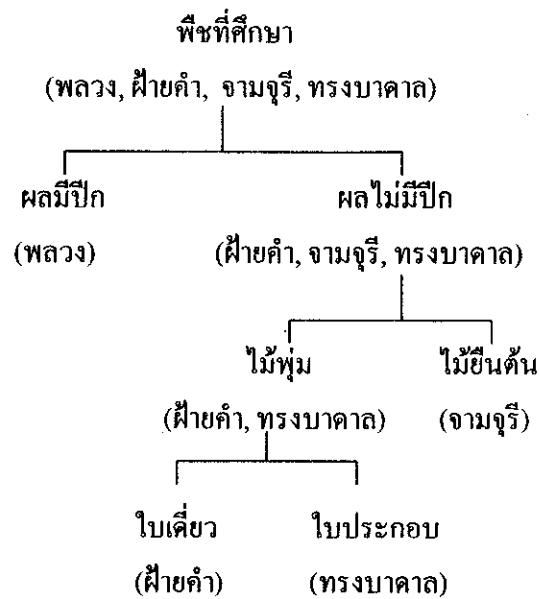 พืชที่ศึกษา
(พลวง, ฝ้ายคำ, จามจุรี, ทรงบาดาล)
ผลมีปีก ผลไม่มีปีก
(พลวง) (ฝ้ายคำ, จามจุรี, ทรงบาดาล)
ไม้พุ่ม ไม้ยืนต้น
(ฝ้ายคำ, ทรงบาดาล) (จามจุรี)
ใบเดี่ยว ใบประกอบ
(ฝ้ายคำ) (ทรงบาดาล)